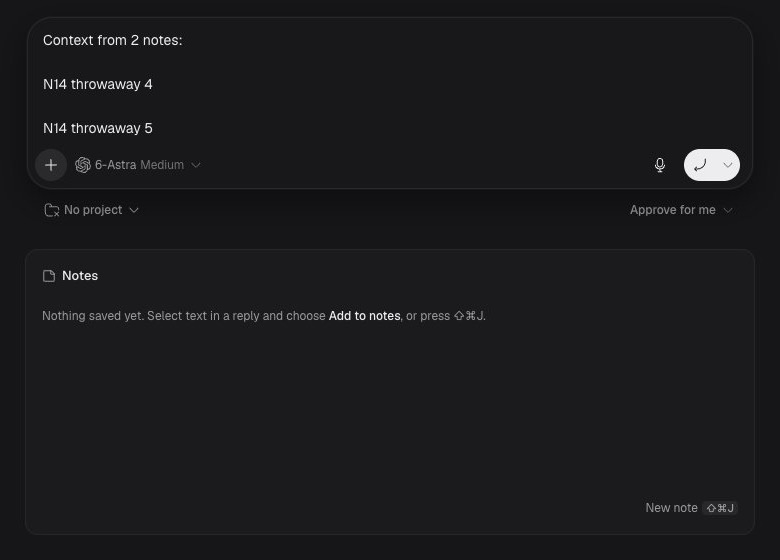 Context from 2 notes:
N14 throwaway 4
N14 throwaway 5
6-Astra Medium
No project
Approve for me
Notes
Nothing saved yet. Select text in a reply and choose Add to notes, or press ⇧⌘J.
New note ⇧⌘J